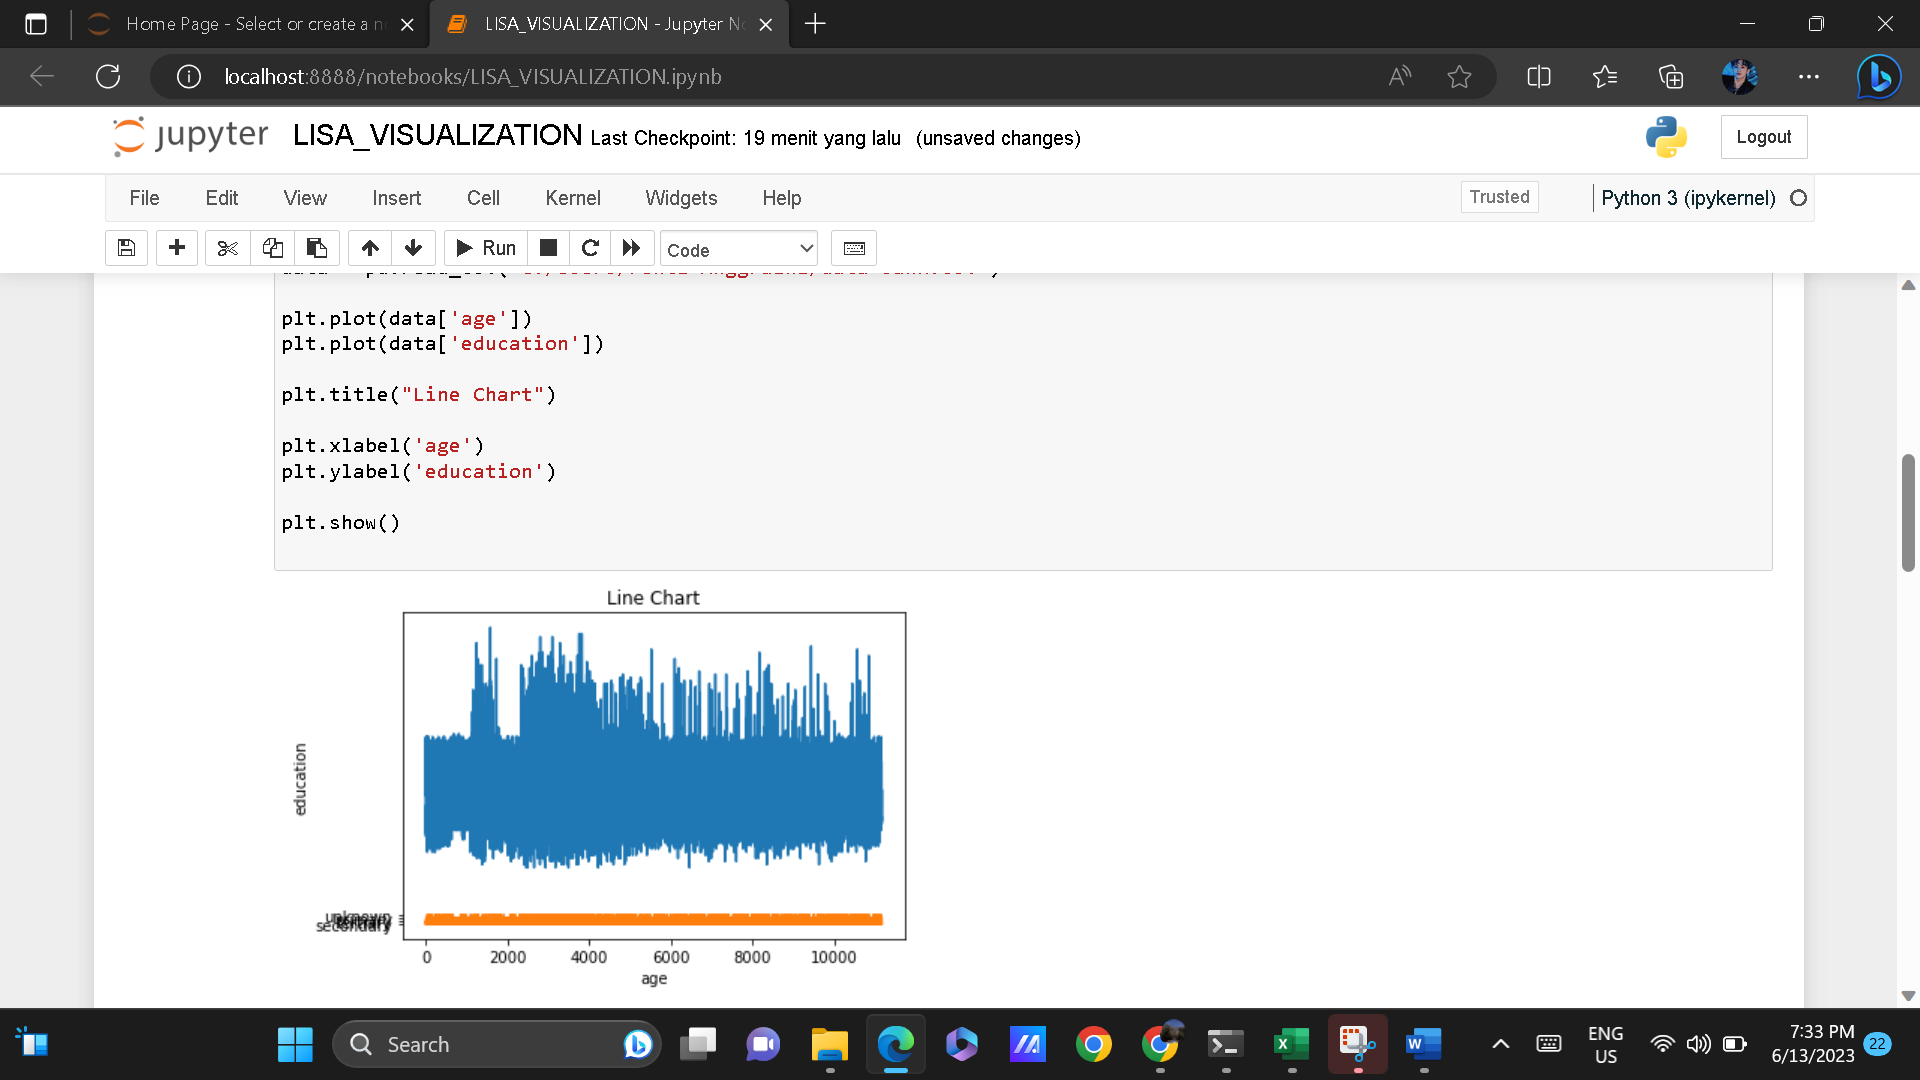 Home Page - Select or create a n
LISA_VISUALIZATION - Jupyter No
localhost:8888/notebooks/LISA_VISUALIZATION.ipynb
jupyter LISA_VISUALIZATION Last Checkpoint: 19 menit yang lalu (unsaved changes)
Logout
File Edit View Insert Cell Kernel Widgets Help
Trusted
Python 3 (ipykernel)
Run
Code
plt.plot(data['age'])
plt.plot(data['education'])
plt.title("Line Chart")
plt.xlabel('age')
plt.ylabel('education')
plt.show()
Line Chart
education
unknown
tertiary
secondary
0 2000 4000 6000 8000 10000
age
Search
ENG
US
7:33 PM
6/13/2023
22